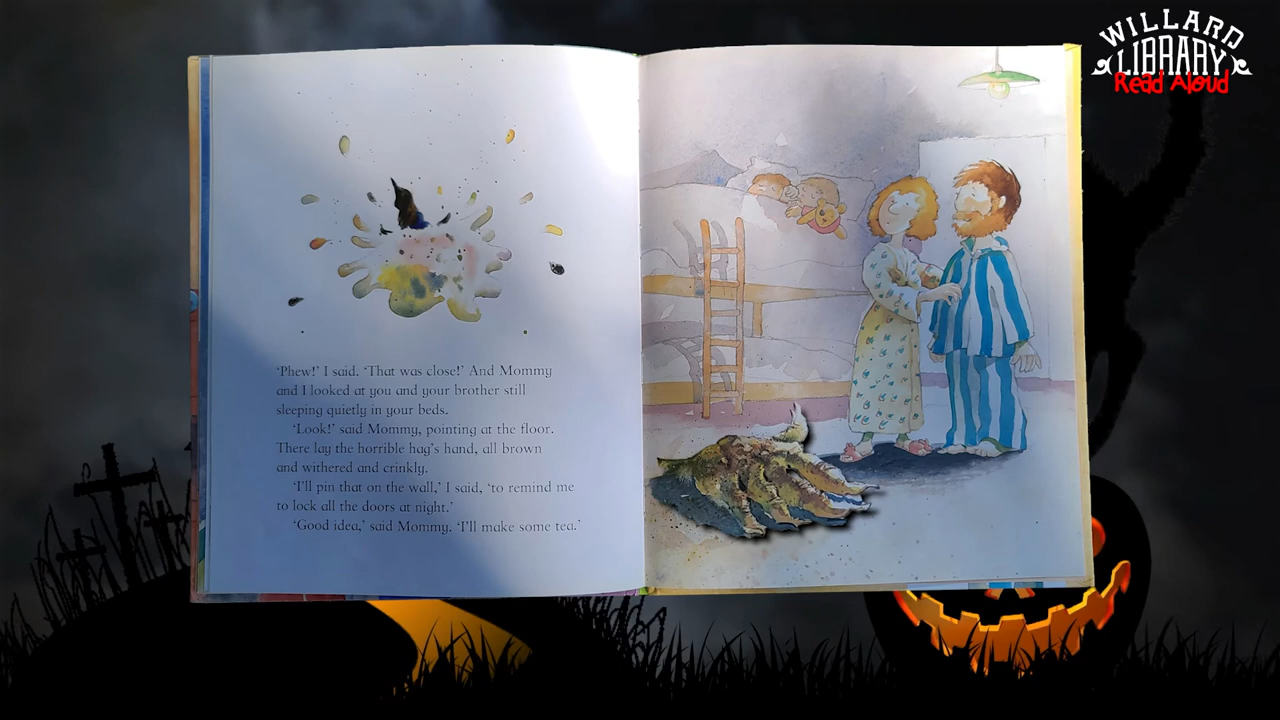 WILLARD
LIBRARY
Read Aloud
‘Phew!’ I said. ‘That was close!’ And Mommy
and I looked at you and your brother still
sleeping quietly in your beds.
‘Look!’ said Mommy, pointing at the floor.
There lay the horrible hag’s hand, all brown
and withered and crinkly.
‘I’ll pin that on the wall,’ I said, ‘to remind me
to lock all the doors at night.’
‘Good idea,’ said Mommy. ‘I’ll make some tea.’